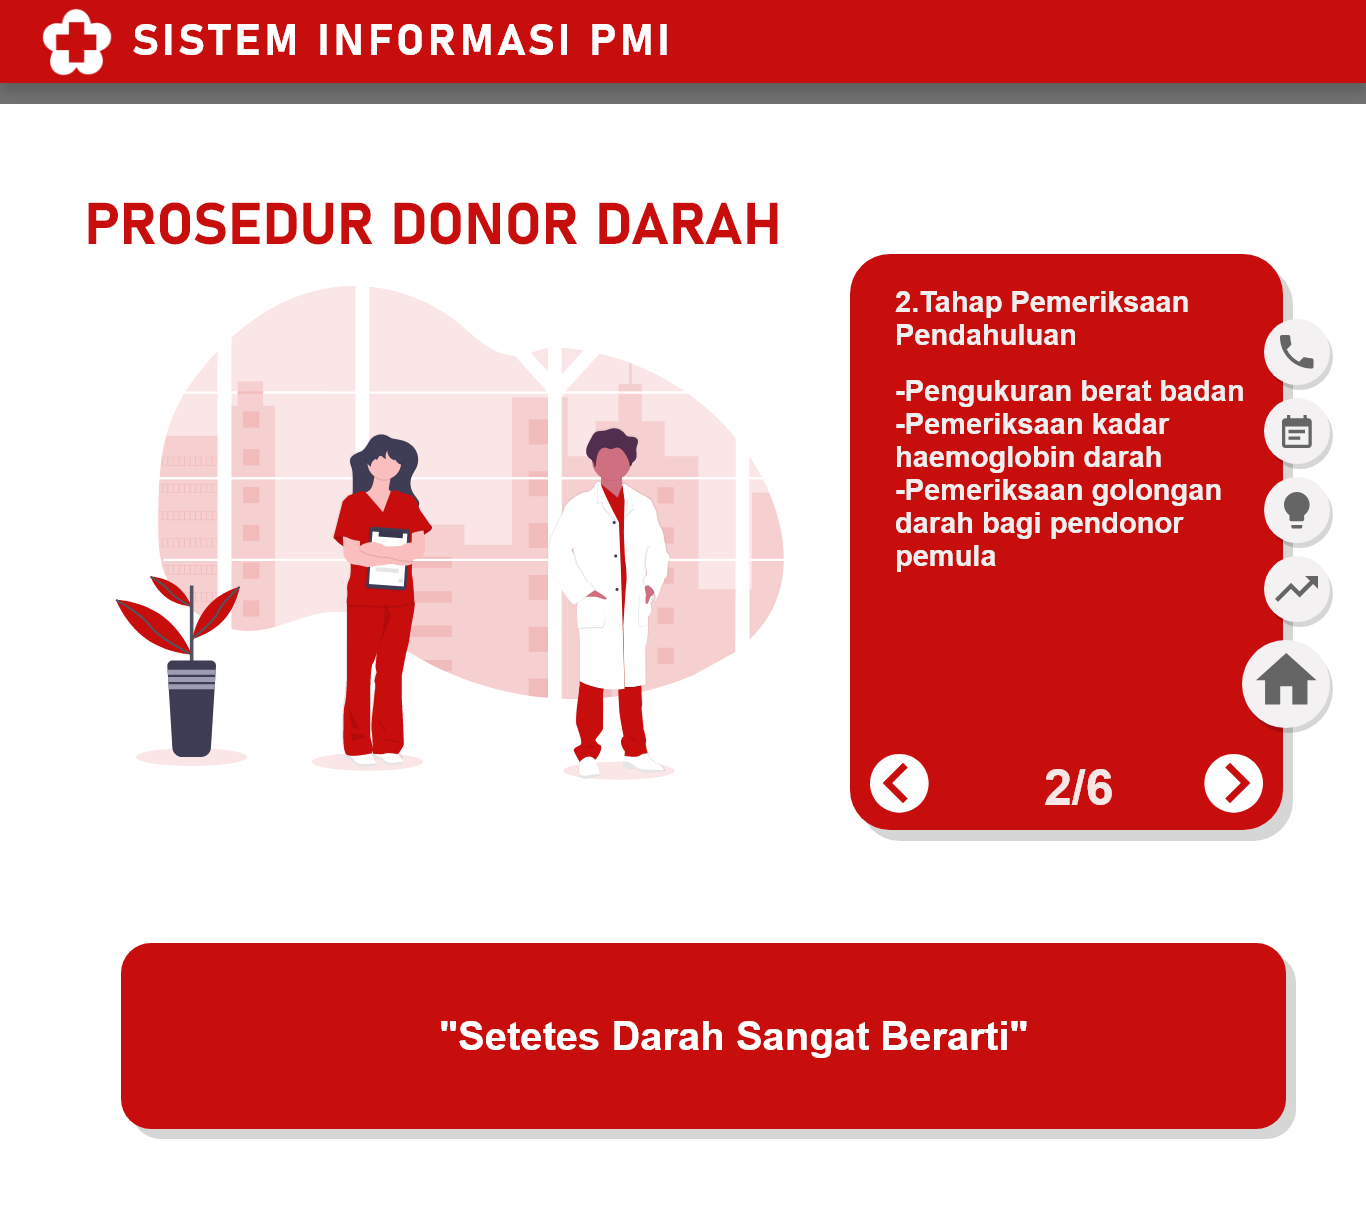 SISTEM INFORMASI PMI
PROSEDUR DONOR DARAH
2.Tahap Pemeriksaan
Pendahuluan
-Pengukuran berat badan
-Pemeriksaan kadar
haemoglobin darah
-Pemeriksaan golongan
darah bagi pendonor
pemula
2/6
"Setetes Darah Sangat Berarti"